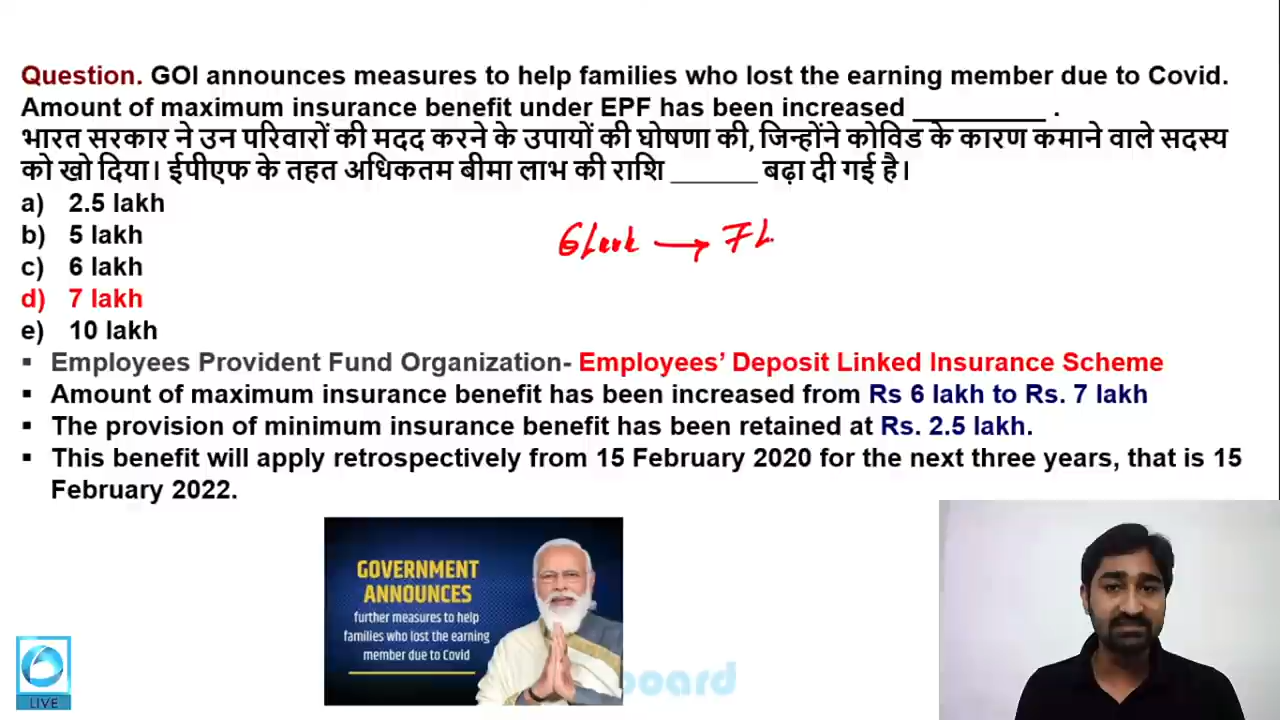 Question. GOI announces measures to help families who lost the earning member due to Covid.
Amount of maximum insurance benefit under EPF has been increased _________ .
भारत सरकार ने उन परिवारों की मदद करने के उपायों की घोषणा की, जिन्होंने कोविड के कारण कमाने वाले सदस्य
को खो दिया। ईपीएफ के तहत अधिकतम बीमा लाभ की राशि ______ बढ़ा दी गई है।
a) 2.5 lakh
b) 5 lakh
6 lakh → 7 L
c) 6 lakh
d) 7 lakh
e) 10 lakh
▪ Employees Provident Fund Organization- Employees’ Deposit Linked Insurance Scheme
▪ Amount of maximum insurance benefit has been increased from Rs 6 lakh to Rs. 7 lakh
▪ The provision of minimum insurance benefit has been retained at Rs. 2.5 lakh.
▪ This benefit will apply retrospectively from 15 February 2020 for the next three years, that is 15
February 2022.
GOVERNMENT
ANNOUNCES
further measures to help
families who lost the earning
member due to Covid
board
LIVE